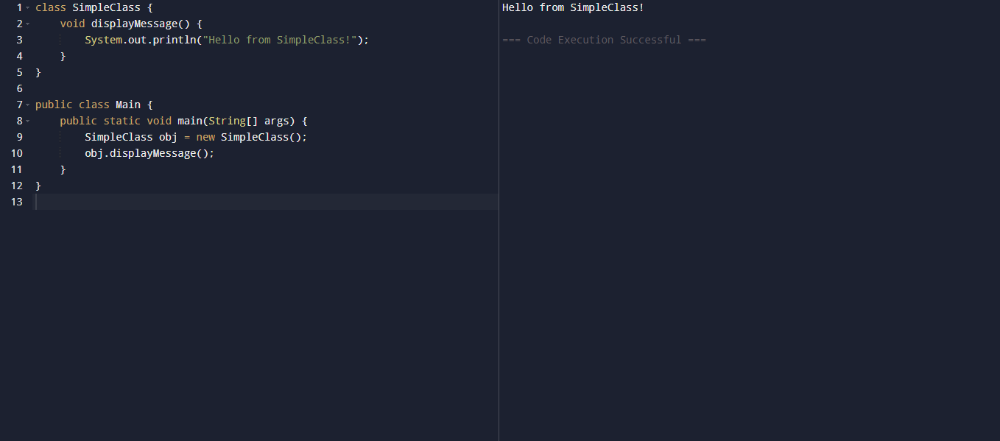 1 class SimpleClass {
2     void displayMessage() {
3         System.out.println("Hello from SimpleClass!");
4     }
5 }
6
7 public class Main {
8     public static void main(String[] args) {
9         SimpleClass obj = new SimpleClass();
10         obj.displayMessage();
11     }
12 }
13
Hello from SimpleClass!
=== Code Execution Successful ===